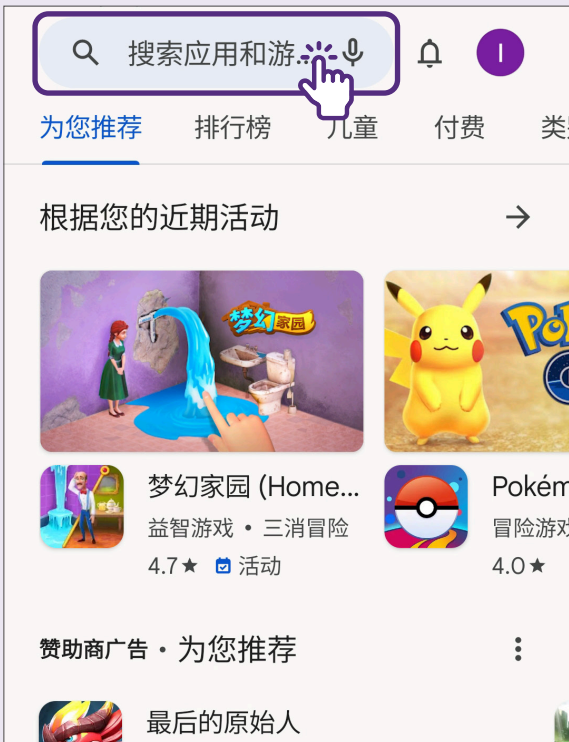 搜索应用和游...
I
为您推荐 排行榜 儿童 付费 类
根据您的近期活动
梦幻家园
梦幻家园 (Home...
益智游戏 • 三消冒险
4.7★ 活动
Pokém
冒险游戏
4.0★
赞助商广告 • 为您推荐
最后的原始人